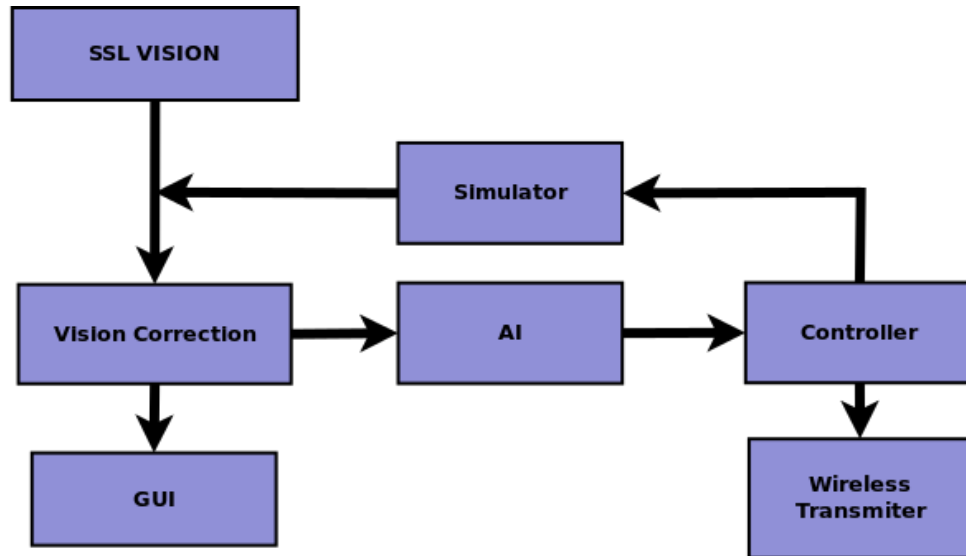 SSL VISION
Simulator
Vision Correction
AI
Controller
GUI
Wireless
Transmiter